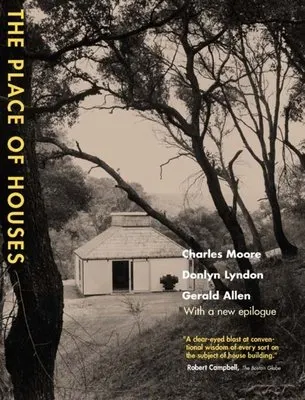 THE PLACE OF HOUSES
Charles Moore
Donlyn Lyndon
Gerald Allen
With a new epilogue
"A clear-eyed blast at conven-
tional wisdom of every sort on
the subject of house building."
Robert Campbell, The Boston Globe